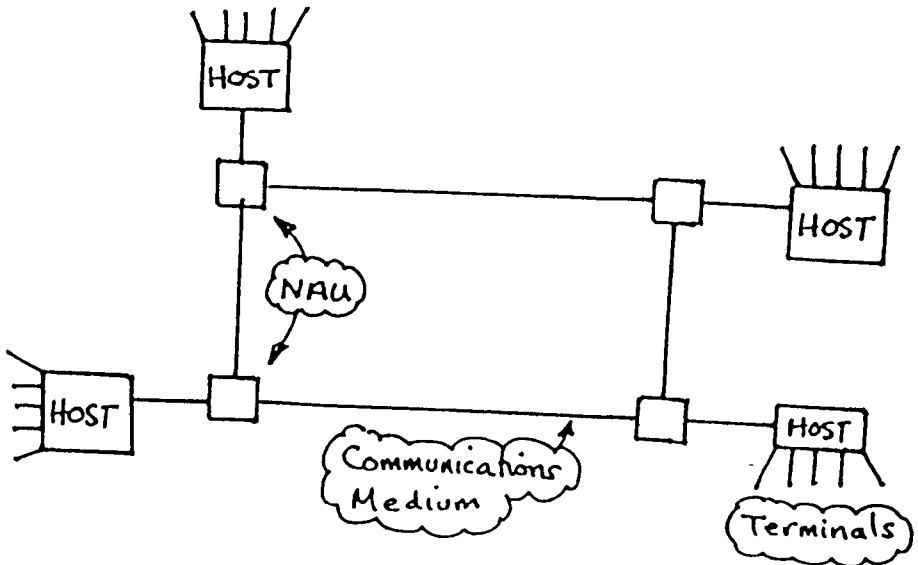 HOST
HOST
NAU
HOST
HOST
Communications
Medium
Terminals